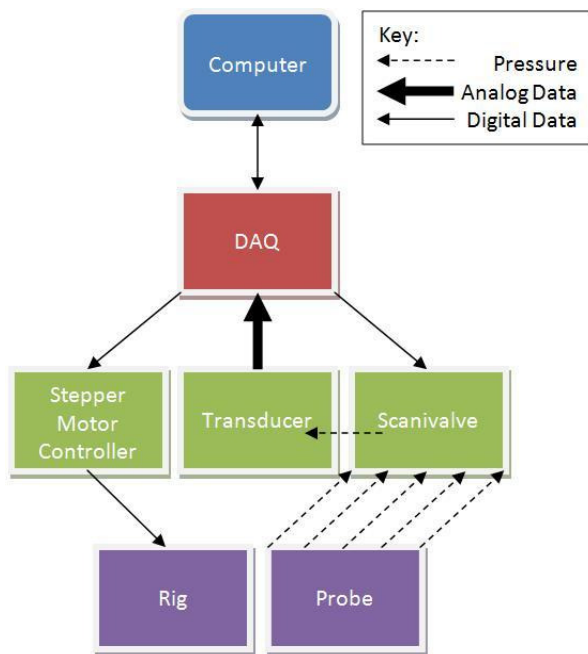 Computer
Key:
Pressure
Analog Data
Digital Data
DAQ
Stepper
Motor
Controller
Transducer
Scanivalve
Rig
Probe